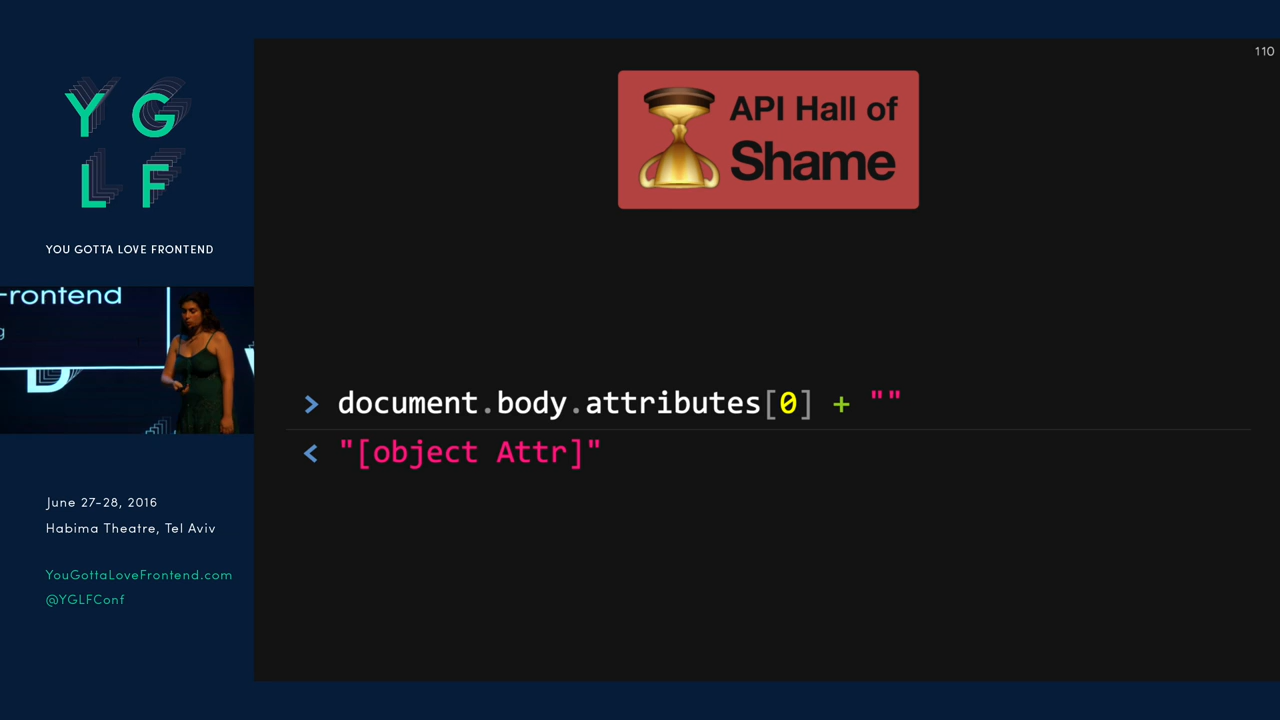 Y G
L F
YOU GOTTA LOVE FRONTEND
Frontend
g
D
June 27-28, 2016
Habima Theatre, Tel Aviv
YouGottaLoveFrontend.com
@YGLFConf
110
API Hall of
Shame
> document.body.attributes[0] + ""
< "[object Attr]"